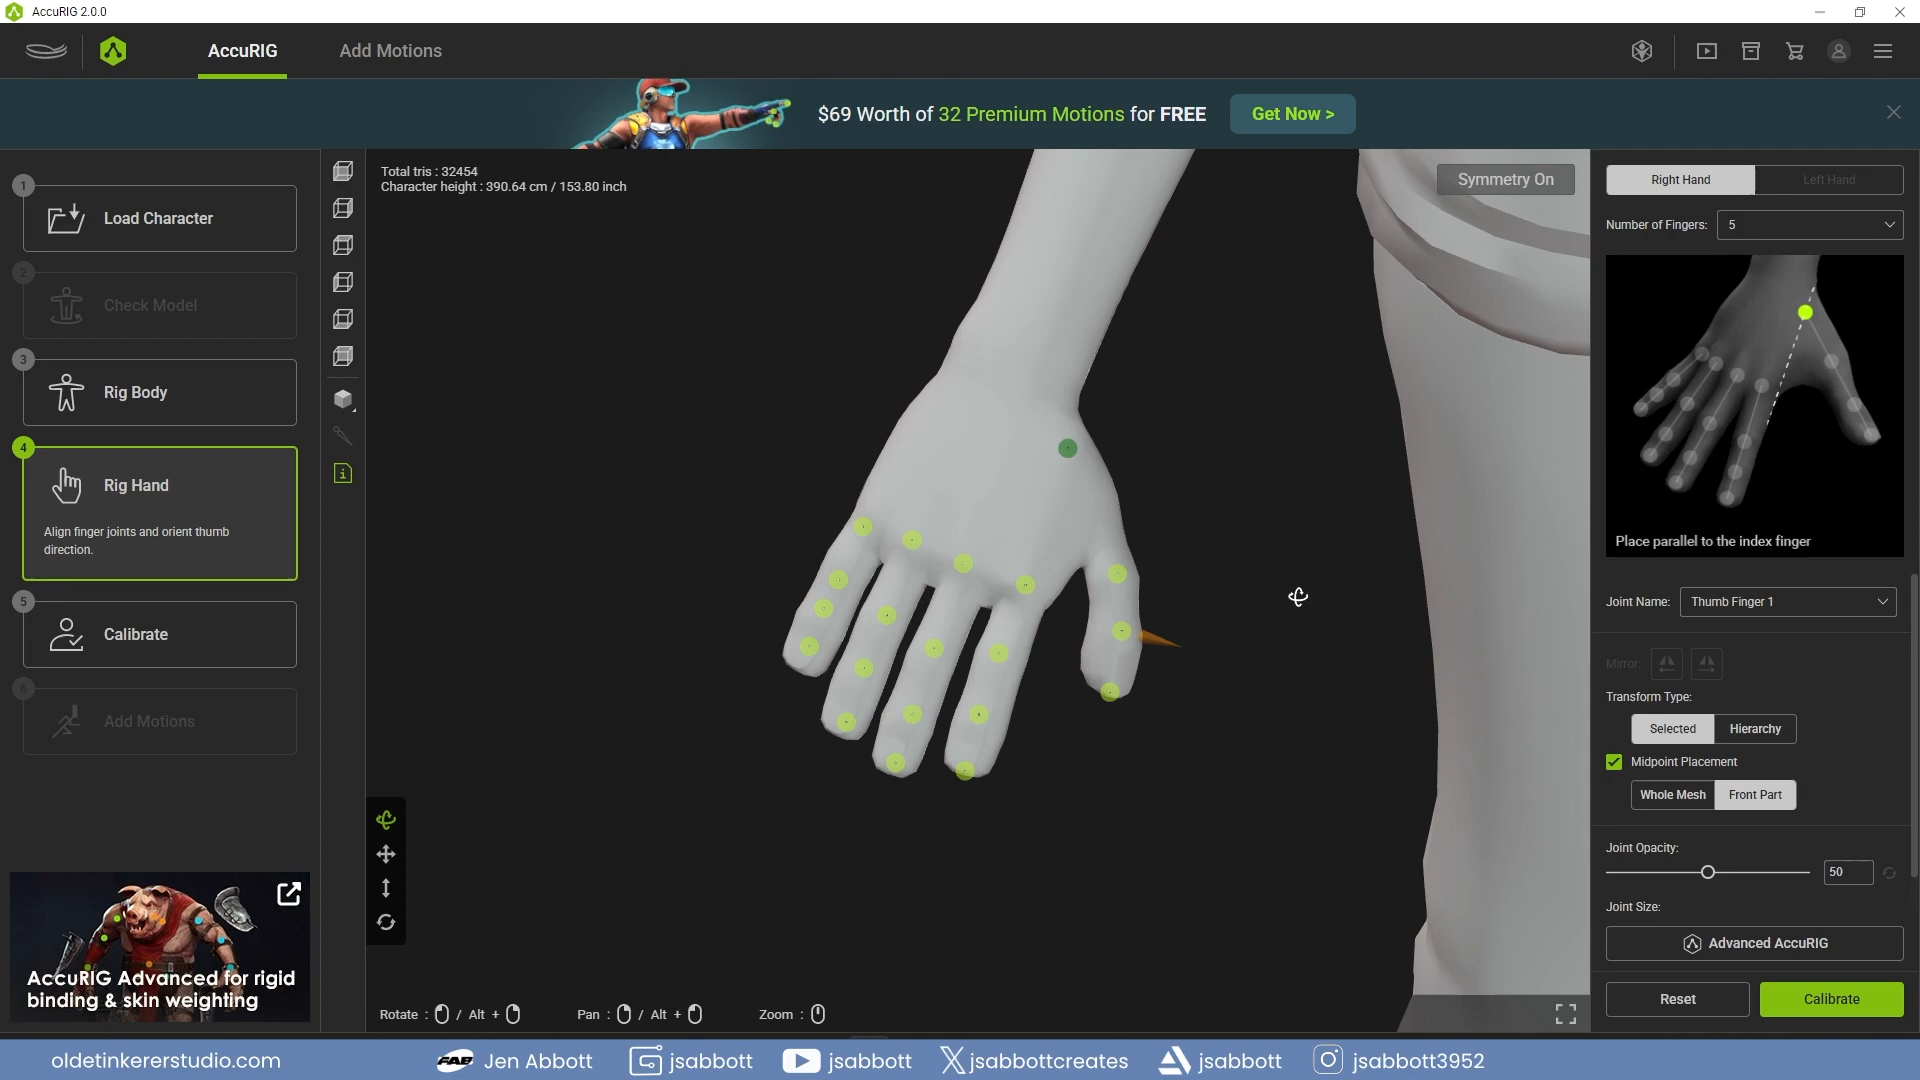 AccuRIG 2.0.0
AccuRIG
Add Motions
$69 Worth of 32 Premium Motions for FREE
Get Now >
1
Load Character
2
Check Model
3
Rig Body
4
Rig Hand
Align finger joints and orient thumb
direction.
5
Calibrate
6
Add Motions
AccuRIG Advanced for rigid
binding & skin weighting
Total tris : 32454
Character height : 390.64 cm / 153.80 inch
Symmetry On
Rotate : / Alt +
Pan : / Alt +
Zoom :
Right Hand
Left Hand
Number of Fingers:
5
Place parallel to the index finger
Joint Name:
Thumb Finger 1
Mirror:
Transform Type:
Selected
Hierarchy
Midpoint Placement
Whole Mesh
Front Part
Joint Opacity:
50
Joint Size:
Advanced AccuRIG
Reset
Calibrate
oldetinkererstudio.com
FAB Jen Abbott
jsabbott
jsabbott
jsabbottcreates
jsabbott
jsabbott3952